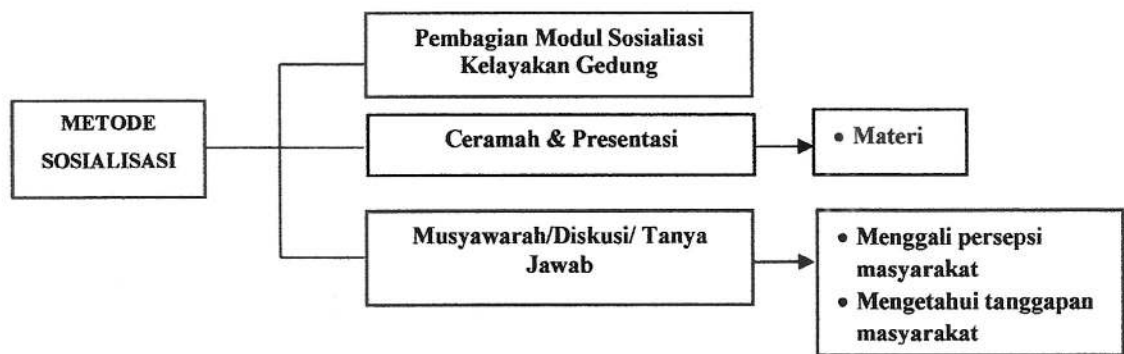 Pembagian Modul Sosialiasi
Kelayakan Gedung
METODE
SOSIALISASI
Ceramah & Presentasi
• Materi
Musyawarah/Diskusi/ Tanya
Jawab
• Menggali persepsi
masyarakat
• Mengetahui tanggapan
masyarakat